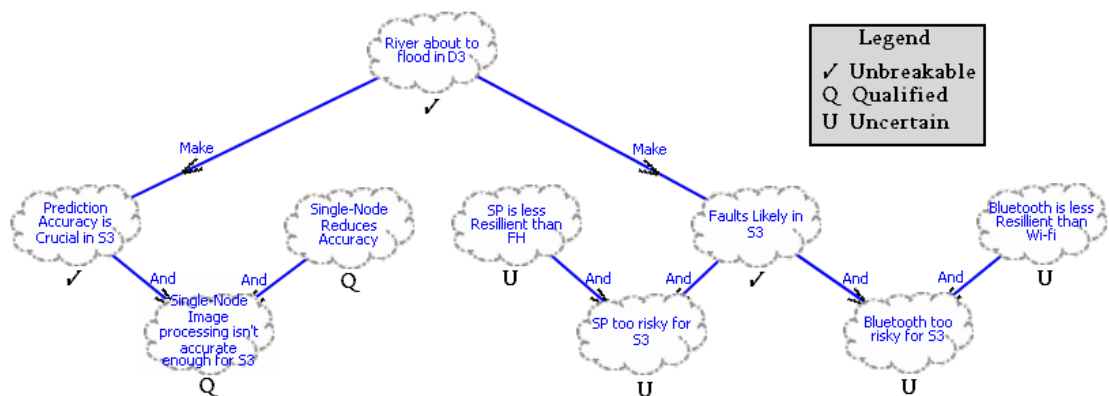 River about to
flood in D3
✓
Legend
✓ Unbreakable
Q Qualified
U Uncertain
Make
Make
Prediction
Accuracy is
Crucial in S3
✓
Single-Node
Reduces
Accuracy
Q
SP is less
Resillient than
FH
U
Faults Likely in
S3
✓
Bluetooth is less
Resillient than
Wi-fi
U
And
And
And
And
And
And
Single-Node
Image
processing isn't
accurate
enough for S3
Q
SP too risky for
S3
U
Bluetooth too
risky for S3
U